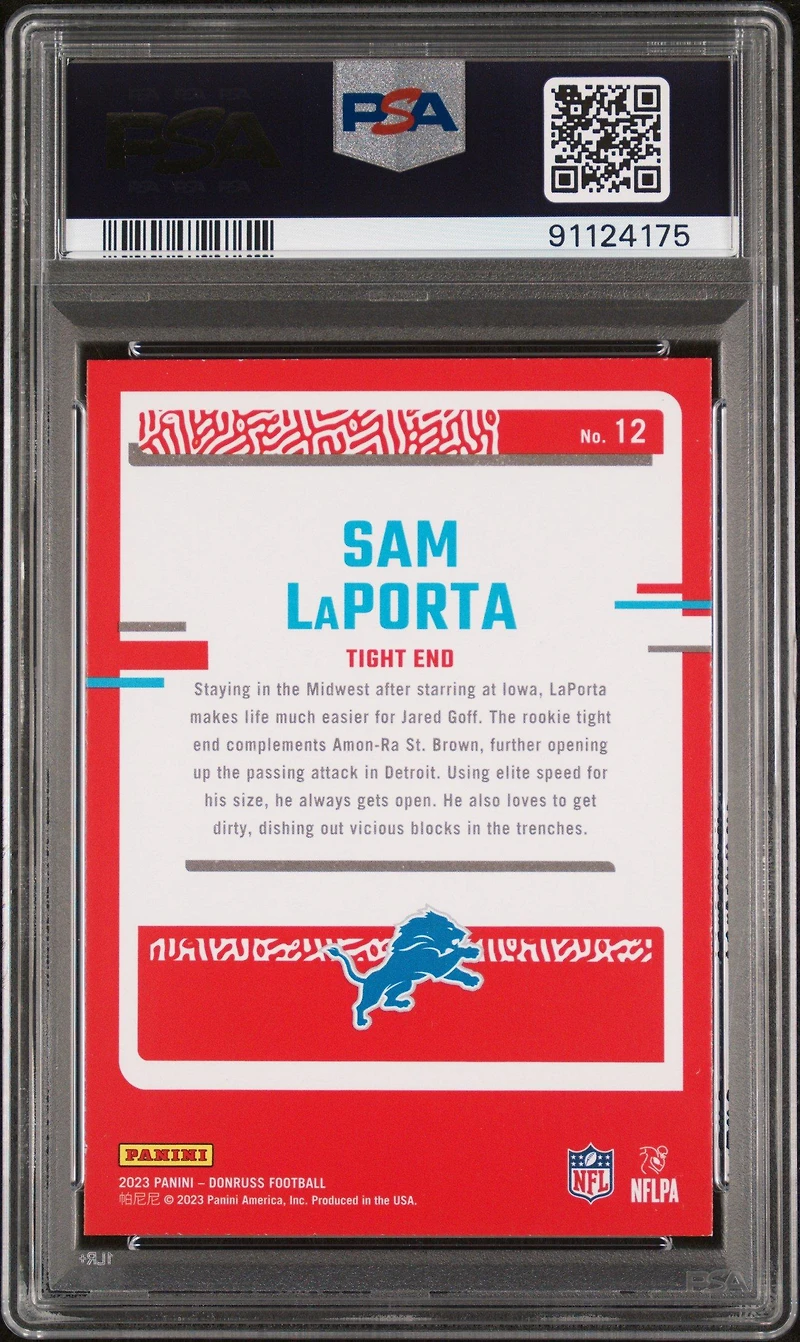 PSA
PSA
91124175
No. 12
SAM
LaPORTA
TIGHT END
Staying in the Midwest after starring at Iowa, LaPorta
makes life much easier for Jared Goff. The rookie tight
end complements Amon-Ra St. Brown, further opening
up the passing attack in Detroit. Using elite speed for
his size, he always gets open. He also loves to get
dirty, dishing out vicious blocks in the trenches.
PANINI
2023 PANINI – DONRUSS FOOTBALL
帕尼尼 © 2023 Panini America, Inc. Produced in the USA.
NFL
NFLPA
PSA